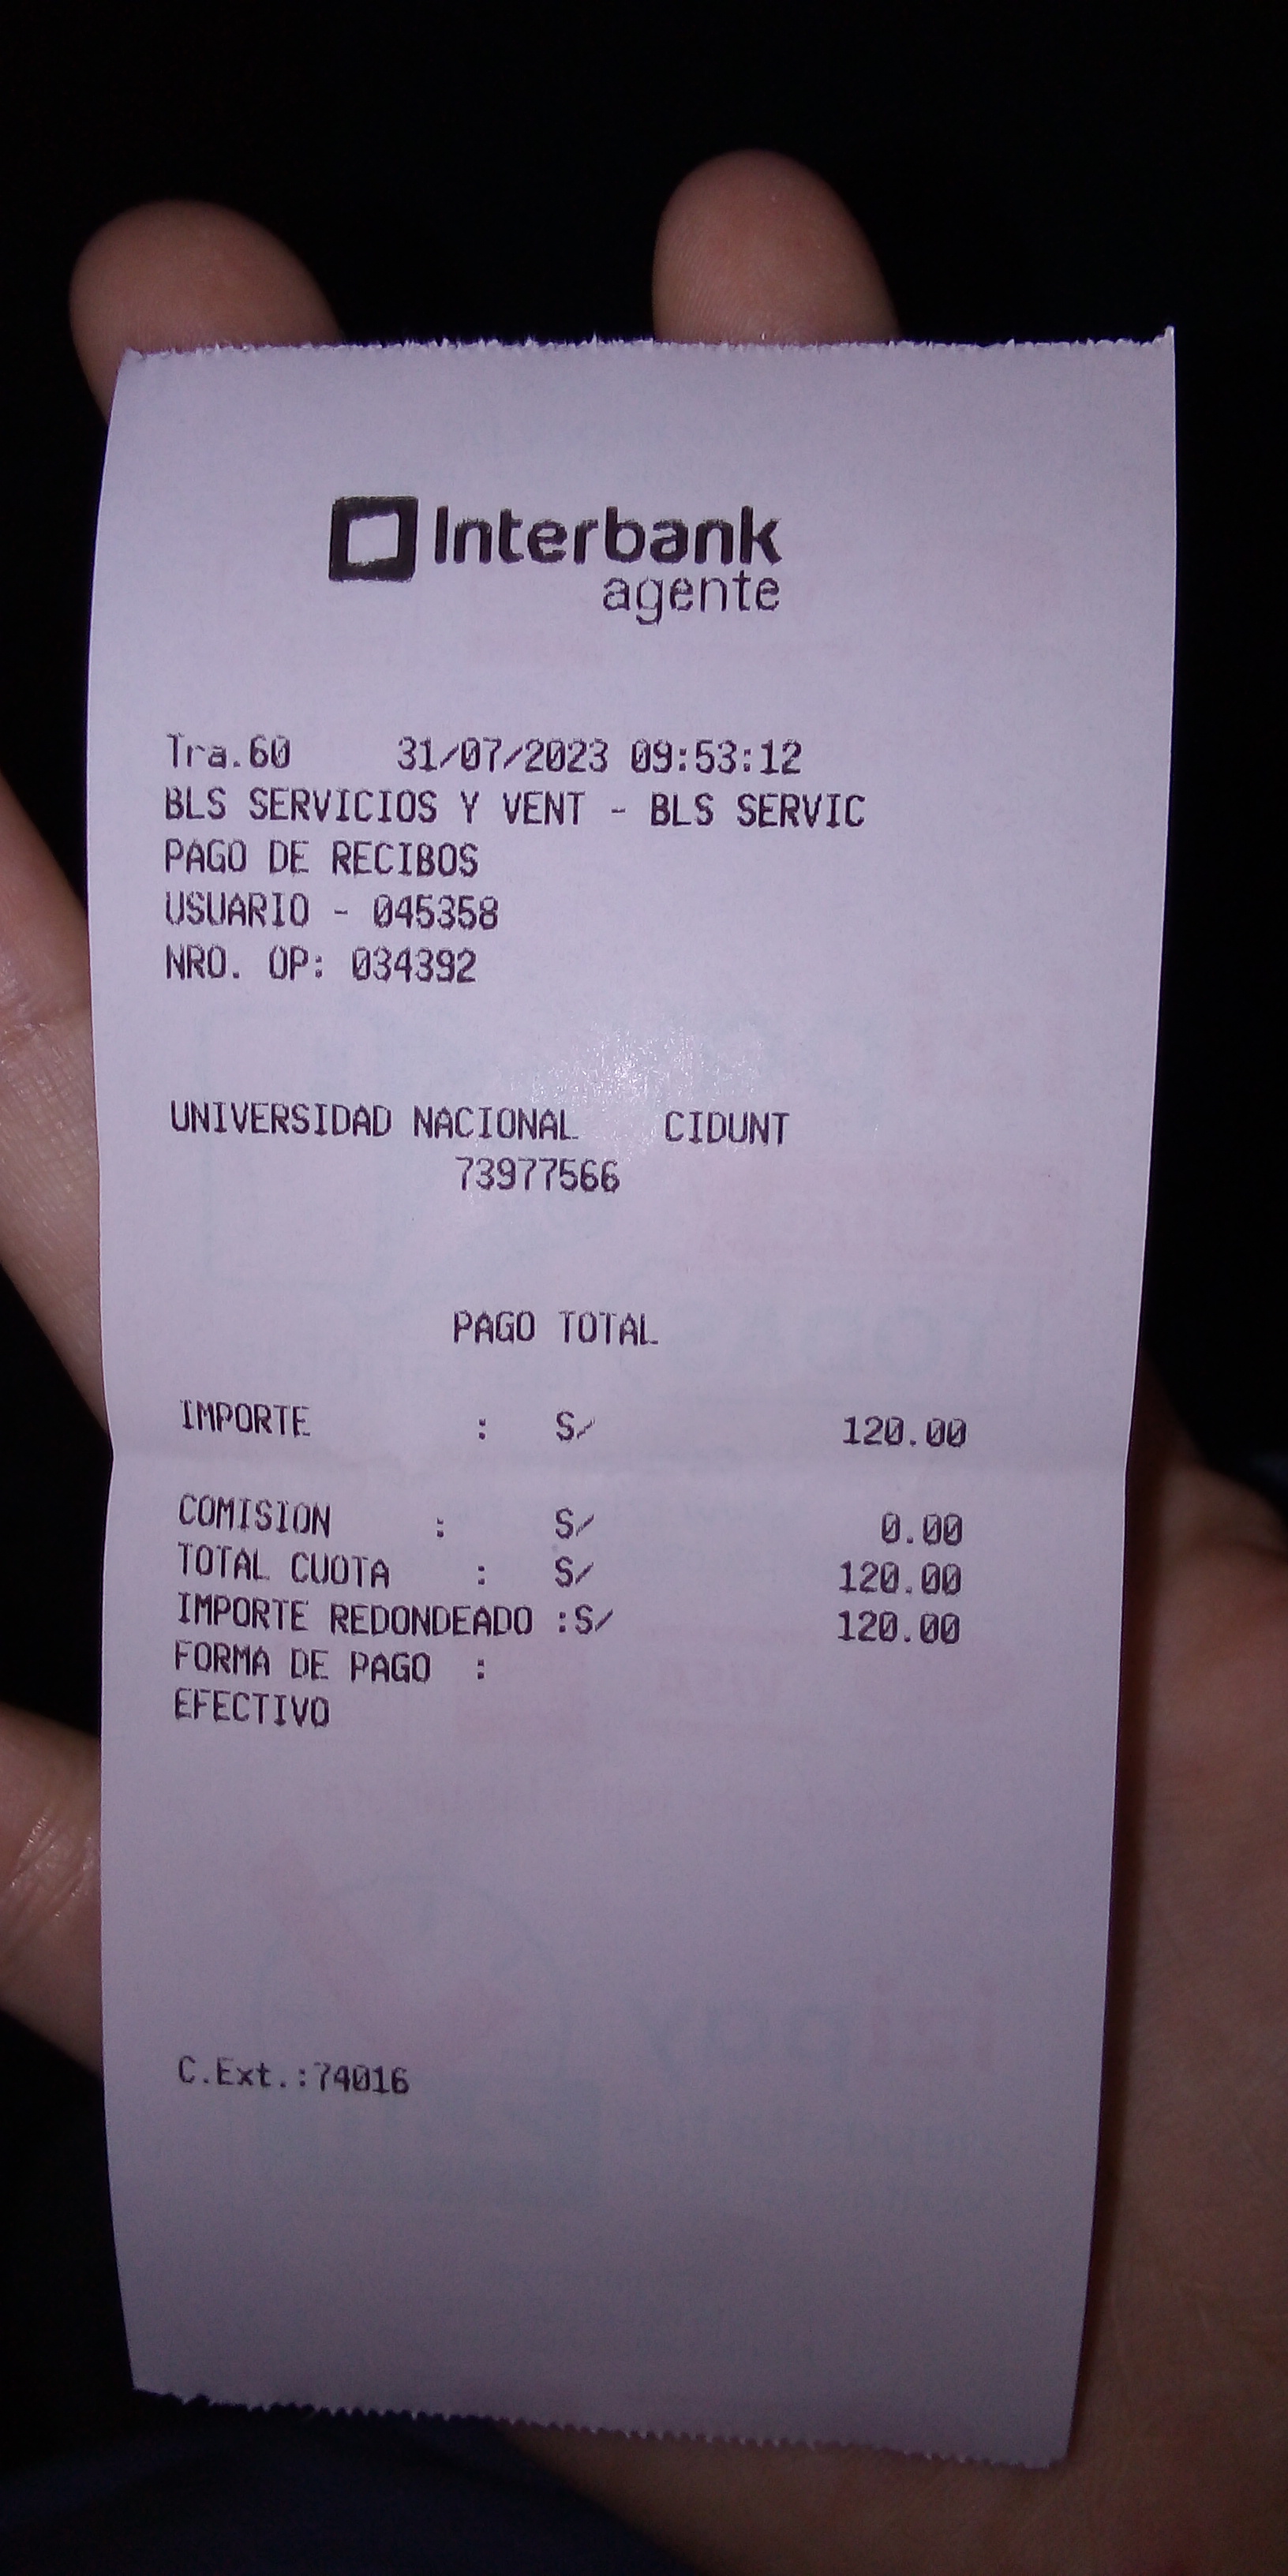 Interbank
agente
Tra.60 31/07/2023 09:53:12
BLS SERVICIOS Y VENT - BLS SERVIC
PAGO DE RECIBOS
USUARIO - 045358
NRO. OP: 034392
UNIVERSIDAD NACIONAL CIDUNT
73977566
PAGO TOTAL
IMPORTE : S/ 120.00
COMISION : S/ 0.00
TOTAL CUOTA : S/ 120.00
IMPORTE REDONDEADO :S/ 120.00
FORMA DE PAGO :
EFECTIVO
C.Ext.:74016